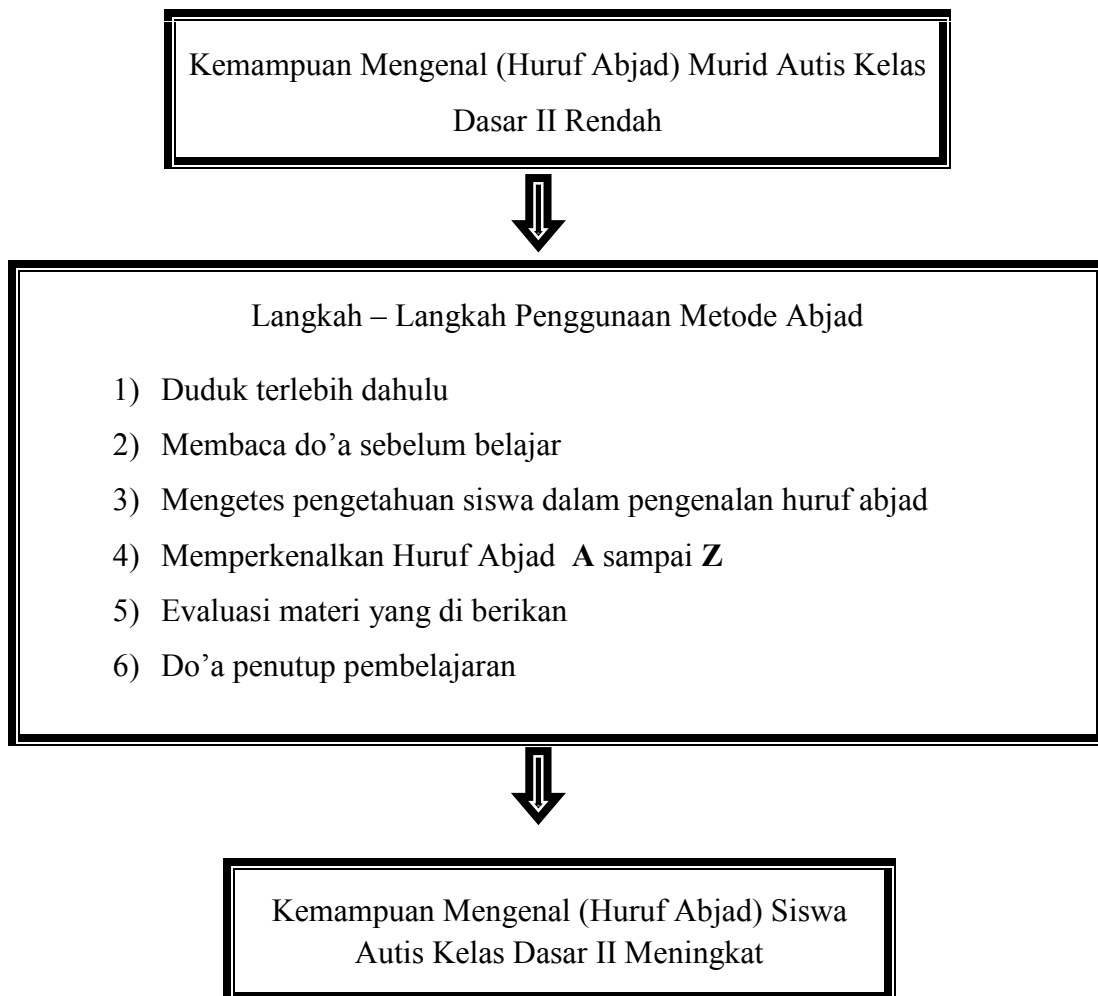 Kemampuan Mengenal (Huruf Abjad) Murid Autis Kelas
Dasar II Rendah
Langkah – Langkah Penggunaan Metode Abjad
1) Duduk terlebih dahulu
2) Membaca do’a sebelum belajar
3) Mengetes pengetahuan siswa dalam pengenalan huruf abjad
4) Memperkenalkan Huruf Abjad A sampai Z
5) Evaluasi materi yang di berikan
6) Do’a penutup pembelajaran
Kemampuan Mengenal (Huruf Abjad) Siswa
Autis Kelas Dasar II Meningkat